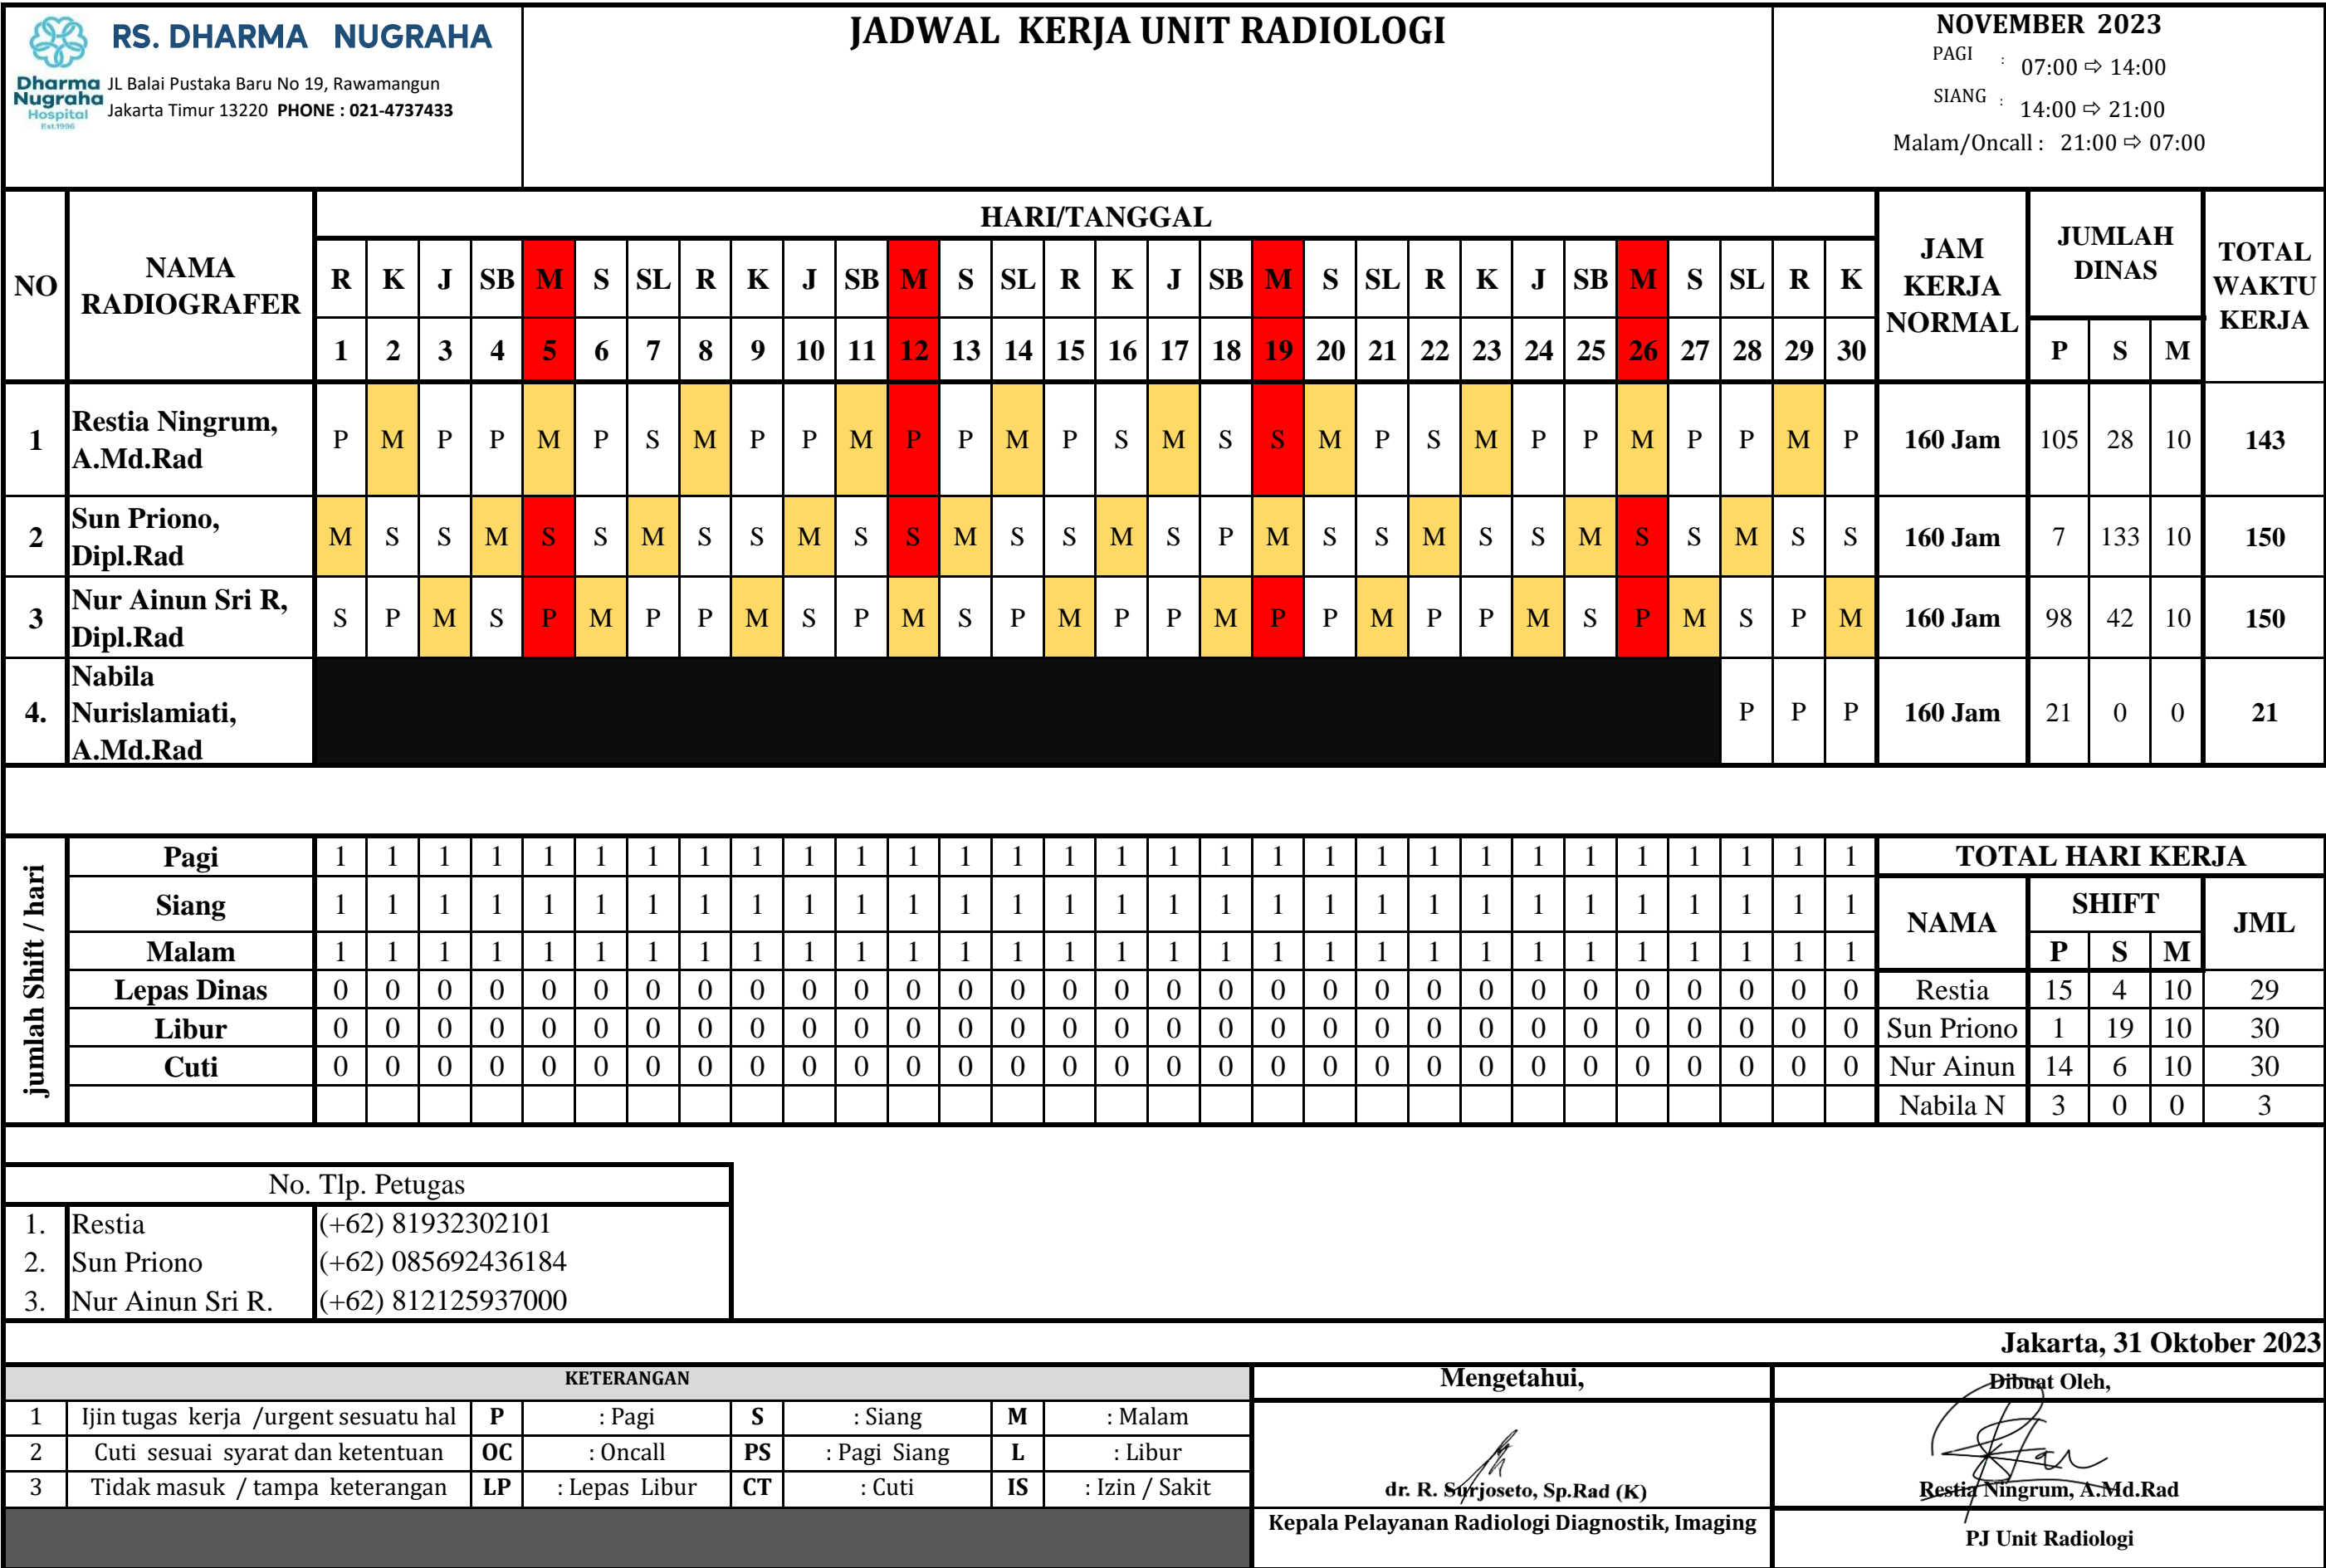 RS. DHARMA NUGRAHA
Dharma
Nugraha
Hospital
Est.1996
JL Balai Pustaka Baru No 19, Rawamangun
Jakarta Timur 13220 PHONE : 021-4737433
JADWAL KERJA UNIT RADIOLOGI
NOVEMBER 2023
PAGI : 07:00 ⇨ 14:00
SIANG : 14:00 ⇨ 21:00
Malam/Oncall : 21:00 ⇨ 07:00
NO NAMA RADIOGRAFER HARI/TANGGAL JAM KERJA NORMAL JUMLAH DINAS TOTAL WAKTU KERJA
R K J SB M S SL R K J SB M S SL R K J SB M S SL R K J SB M S SL R K
1 2 3 4 5 6 7 8 9 10 11 12 13 14 15 16 17 18 19 20 21 22 23 24 25 26 27 28 29 30 P S M
1 Restia Ningrum, A.Md.Rad P M P P M P S M P P M P P M P S M S S M P S M P P M P P M P 160 Jam 105 28 10 143
2 Sun Priono, Dipl.Rad M S S M S S M S S M S S M S S M S P M S S M S S M S S M S S 160 Jam 7 133 10 150
3 Nur Ainun Sri R, Dipl.Rad S P M S P M P P M S P M S P M P P M P P M P P M S P M S P M 160 Jam 98 42 10 150
4. Nabila Nurislamiati, A.Md.Rad P P P 160 Jam 21 0 0 21
jumlah Shift / hari
Pagi 1 1 1 1 1 1 1 1 1 1 1 1 1 1 1 1 1 1 1 1 1 1 1 1 1 1 1 1 1 1
Siang 1 1 1 1 1 1 1 1 1 1 1 1 1 1 1 1 1 1 1 1 1 1 1 1 1 1 1 1 1 1
Malam 1 1 1 1 1 1 1 1 1 1 1 1 1 1 1 1 1 1 1 1 1 1 1 1 1 1 1 1 1 1
Lepas Dinas 0 0 0 0 0 0 0 0 0 0 0 0 0 0 0 0 0 0 0 0 0 0 0 0 0 0 0 0 0 0
Libur 0 0 0 0 0 0 0 0 0 0 0 0 0 0 0 0 0 0 0 0 0 0 0 0 0 0 0 0 0 0
Cuti 0 0 0 0 0 0 0 0 0 0 0 0 0 0 0 0 0 0 0 0 0 0 0 0 0 0 0 0 0 0
TOTAL HARI KERJA
NAMA SHIFT JML
P S M
Restia 15 4 10 29
Sun Priono 1 19 10 30
Nur Ainun 14 6 10 30
Nabila N 3 0 0 3
No. Tlp. Petugas
1. Restia (+62) 81932302101
2. Sun Priono (+62) 085692436184
3. Nur Ainun Sri R. (+62) 812125937000
Jakarta, 31 Oktober 2023
KETERANGAN
1 Ijin tugas kerja /urgent sesuatu hal P : Pagi S : Siang M : Malam
2 Cuti sesuai syarat dan ketentuan OC : Oncall PS : Pagi Siang L : Libur
3 Tidak masuk / tampa keterangan LP : Lepas Libur CT : Cuti IS : Izin / Sakit
Mengetahui,
dr. R. Surjoseto, Sp.Rad (K)
Kepala Pelayanan Radiologi Diagnostik, Imaging
Dibuat Oleh,
Restia Ningrum, A.Md.Rad
PJ Unit Radiologi